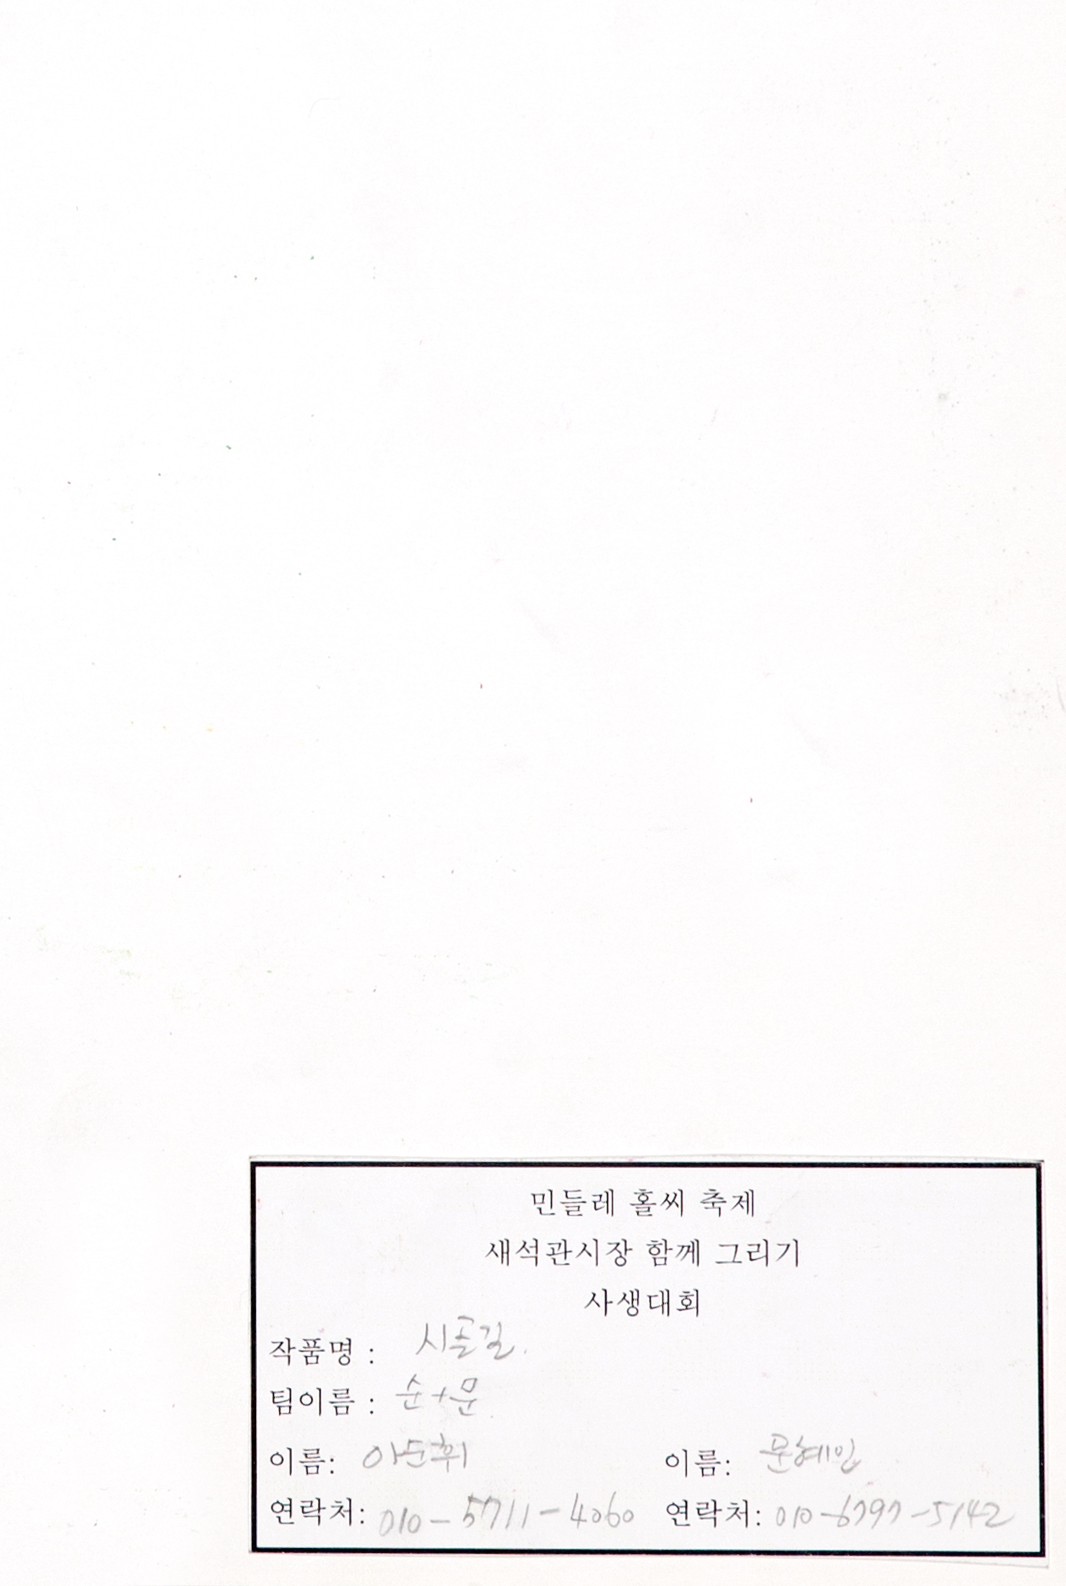 민들레 홀씨 축제
새석관시장 함께 그리기
사생대회
작품명 : 시골길.
팀이름 : 순+문
이름: 이순휘 이름: 문혜인
연락처: 010-5711-4060 연락처: 010-6797-5142